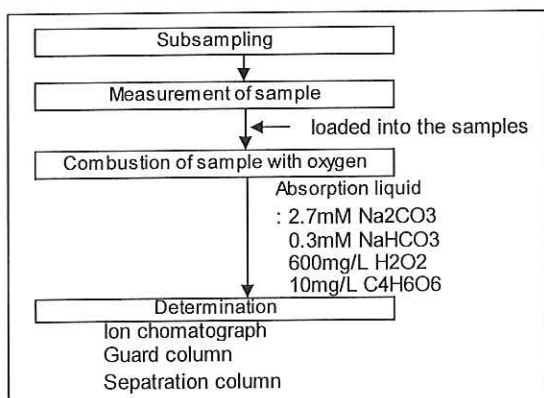 Subsampling
Measurement of sample
loaded into the samples
Combustion of sample with oxygen
Absorption liquid
: 2.7mM Na2CO3
0.3mM NaHCO3
600mg/L H2O2
10mg/L C4H6O6
Determination
Ion chomatograph
Guard column
Sepatration column